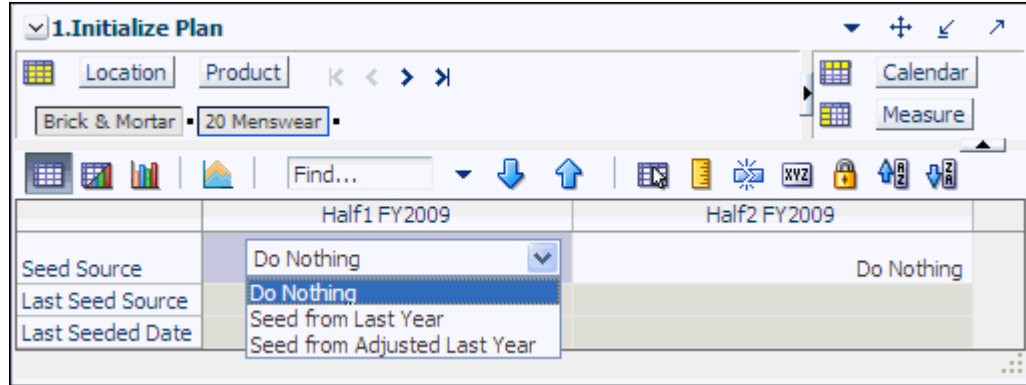 1.Initialize Plan
Location Product Calendar
Measure
Brick & Mortar 20 Menswear
Find... XYZ A Z Z A
Half1 FY2009 Half2 FY2009
Seed Source Do Nothing Do Nothing
Last Seed Source Do Nothing
Seed from Last Year
Last Seeded Date Seed from Adjusted Last Year